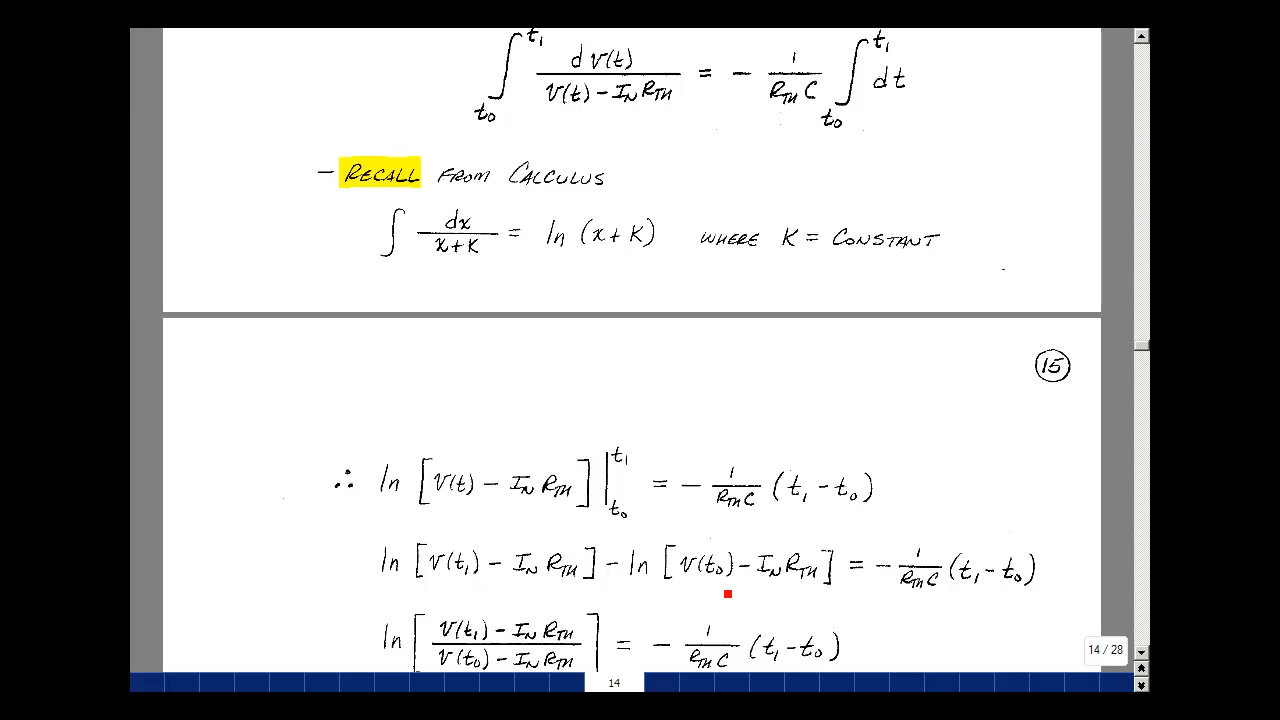 ∫_{t₀}^{t₁} dv(t) / (v(t) − I_N R_TH) = − 1/(R_TH C) ∫_{t₀}^{t₁} dt
− RECALL FROM CALCULUS
∫ dx/(x+K) = ln (x+K) WHERE K = CONSTANT
15
∴ ln [v(t) − I_N R_TH] |_{t₀}^{t₁} = − 1/(R_TH C) (t₁ − t₀)
ln [v(t₁) − I_N R_TH] − ln [v(t₀) − I_N R_TH] = − 1/(R_TH C) (t₁ − t₀)
ln [(v(t₁) − I_N R_TH) / (v(t₀) − I_N R_TH)] = − 1/(R_TH C) (t₁ − t₀)
14 / 28
14